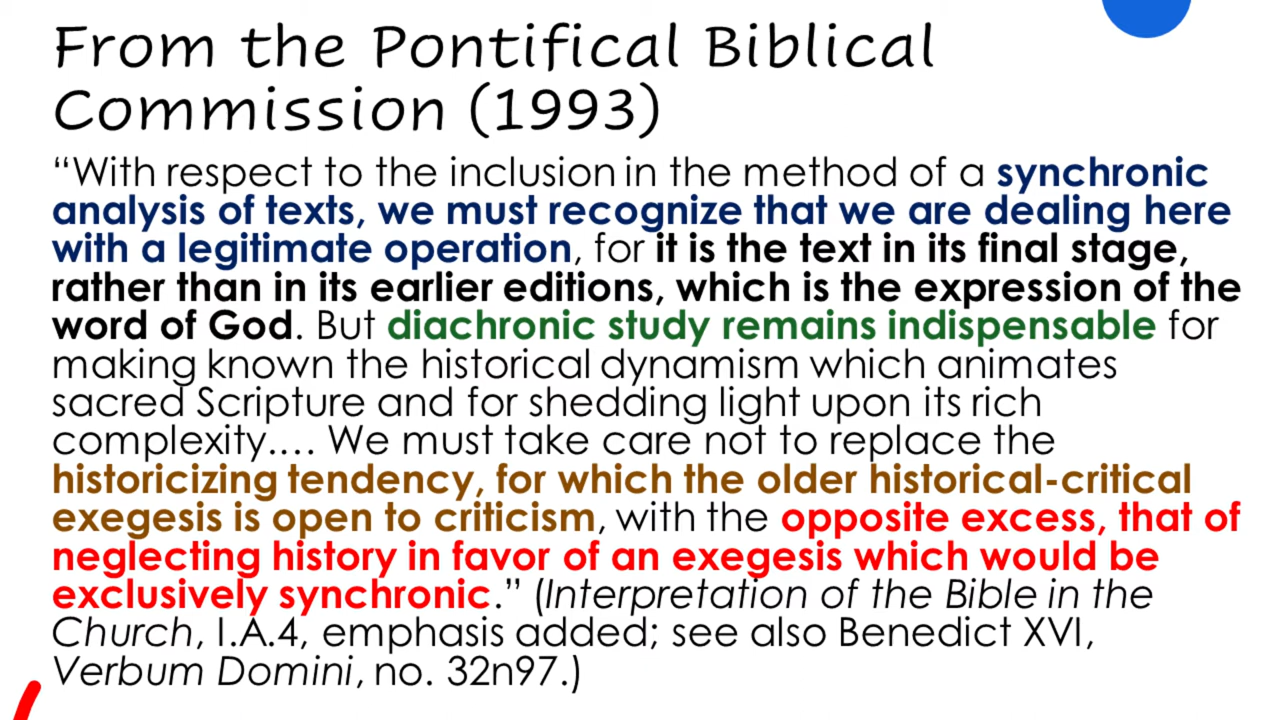 From the Pontifical Biblical
Commission (1993)
“With respect to the inclusion in the method of a synchronic
analysis of texts, we must recognize that we are dealing here
with a legitimate operation, for it is the text in its final stage,
rather than in its earlier editions, which is the expression of the
word of God. But diachronic study remains indispensable for
making known the historical dynamism which animates
sacred Scripture and for shedding light upon its rich
complexity.… We must take care not to replace the
historicizing tendency, for which the older historical-critical
exegesis is open to criticism, with the opposite excess, that of
neglecting history in favor of an exegesis which would be
exclusively synchronic.” (Interpretation of the Bible in the
Church, I.A.4, emphasis added; see also Benedict XVI,
Verbum Domini, no. 32n97.)